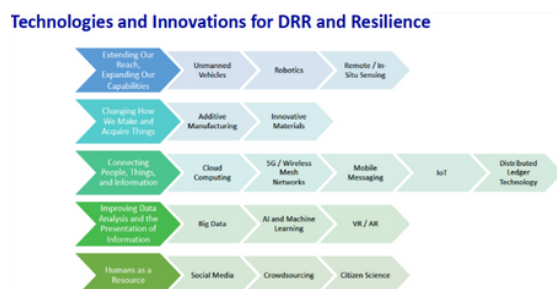 Technologies and Innovations for DRR and Resilience
Extending Our
Reach,
Expanding Our
Capabilities
Unmanned
Vehicles
Robotics
Remote / In-
Situ Sensing
Changing How
We Make and
Acquire Things
Additive
Manufacturing
Innovative
Materials
Connecting
People, Things,
and Information
Cloud
Computing
5G / Wireless
Mesh
Networks
Mobile
Messaging
IoT
Distributed
Ledger
Technology
Improving Data
Analysis and the
Presentation of
Information
Big Data
AI and Machine
Learning
VR / AR
Humans as a
Resource
Social Media
Crowdsourcing
Citizen Science